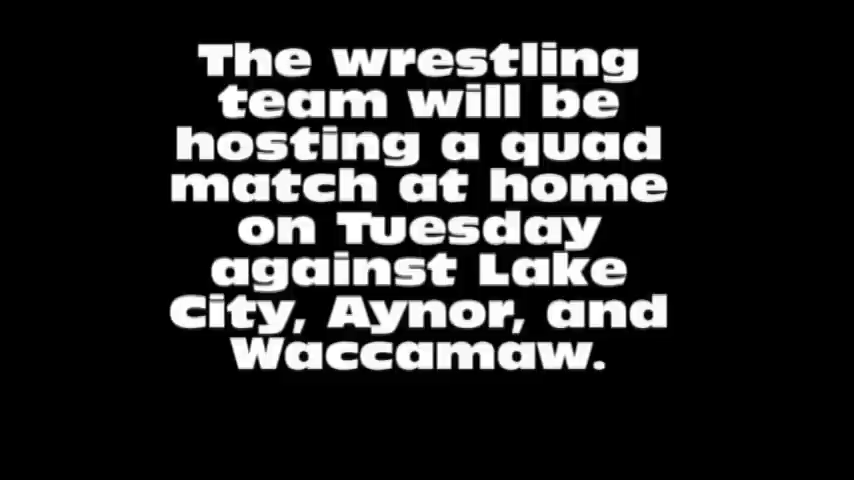 The wrestling
team will be
hosting a quad
match at home
on Tuesday
against Lake
City, Aynor, and
Waccamaw.